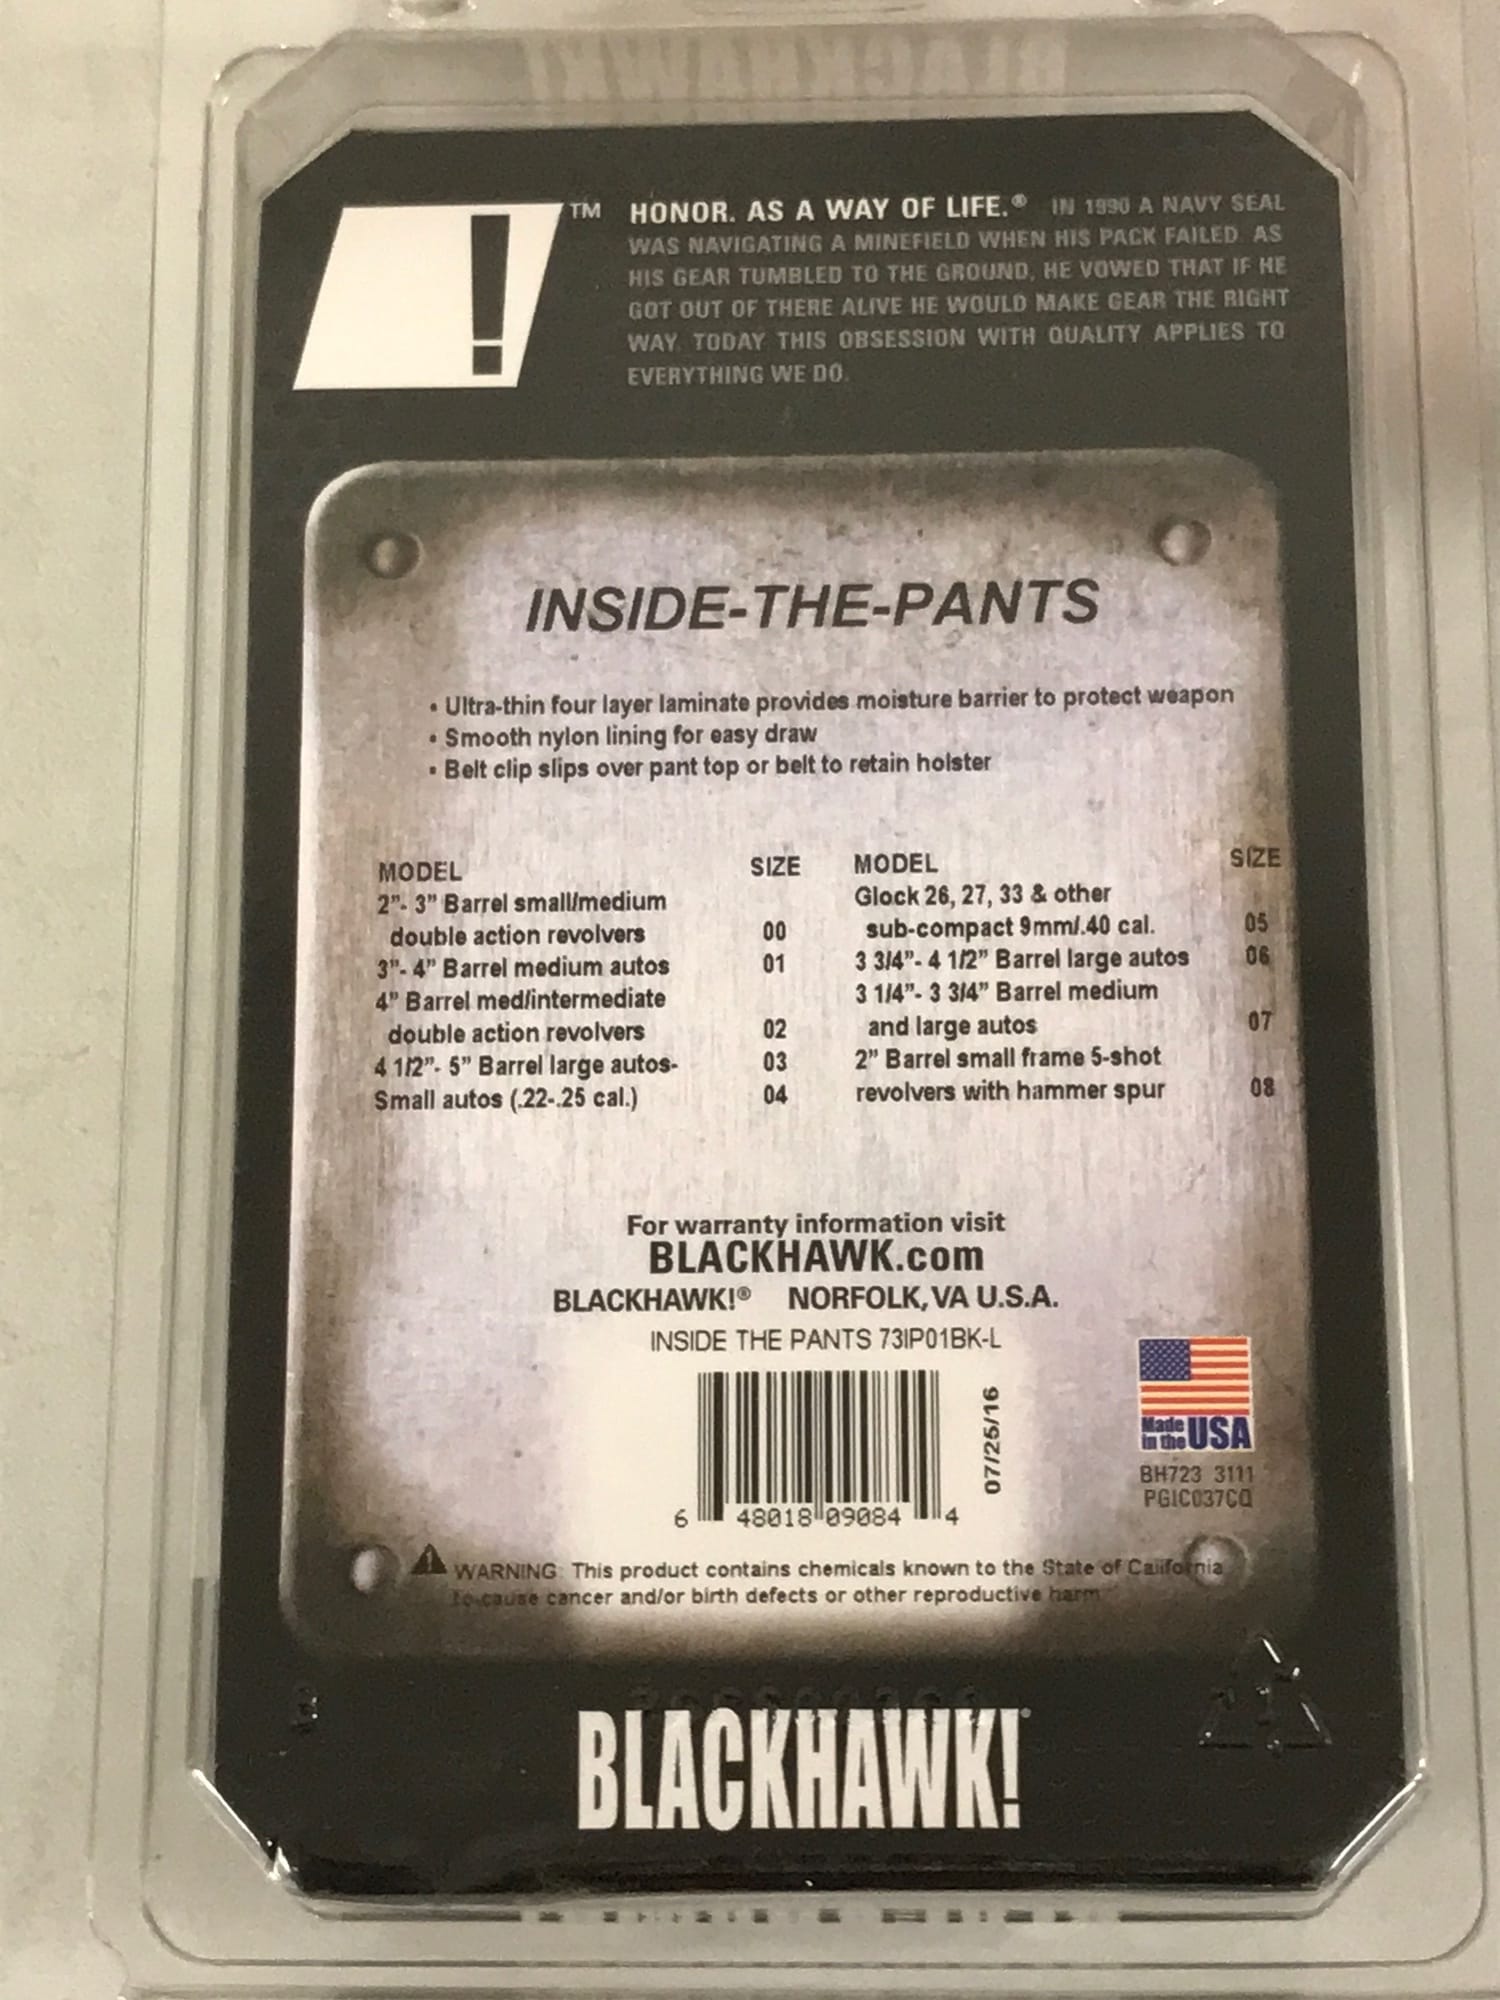 BLACKHAWK!
! ™
HONOR. AS A WAY OF LIFE.® IN 1990 A NAVY SEAL
WAS NAVIGATING A MINEFIELD WHEN HIS PACK FAILED. AS
HIS GEAR TUMBLED TO THE GROUND, HE VOWED THAT IF HE
GOT OUT OF THERE ALIVE HE WOULD MAKE GEAR THE RIGHT
WAY. TODAY THIS OBSESSION WITH QUALITY APPLIES TO
EVERYTHING WE DO.
INSIDE-THE-PANTS
• Ultra-thin four layer laminate provides moisture barrier to protect weapon
• Smooth nylon lining for easy draw
• Belt clip slips over pant top or belt to retain holster
MODEL SIZE
2”- 3” Barrel small/medium
double action revolvers 00
3”- 4” Barrel medium autos 01
4” Barrel med/intermediate
double action revolvers 02
4 1/2”- 5” Barrel large autos- 03
Small autos (.22-.25 cal.) 04
MODEL SIZE
Glock 26, 27, 33 & other
sub-compact 9mm/.40 cal. 05
3 3/4”- 4 1/2” Barrel large autos 06
3 1/4”- 3 3/4” Barrel medium
and large autos 07
2” Barrel small frame 5-shot
revolvers with hammer spur 08
For warranty information visit
BLACKHAWK.com
BLACKHAWK!® NORFOLK, VA U.S.A.
INSIDE THE PANTS 73IP01BK-L
07/25/16
6 48018 09084 4
Made
in the USA
BH723 3111
PGIC037CQ
WARNING: This product contains chemicals known to the State of California
to cause cancer and/or birth defects or other reproductive harm
BLACKHAWK!